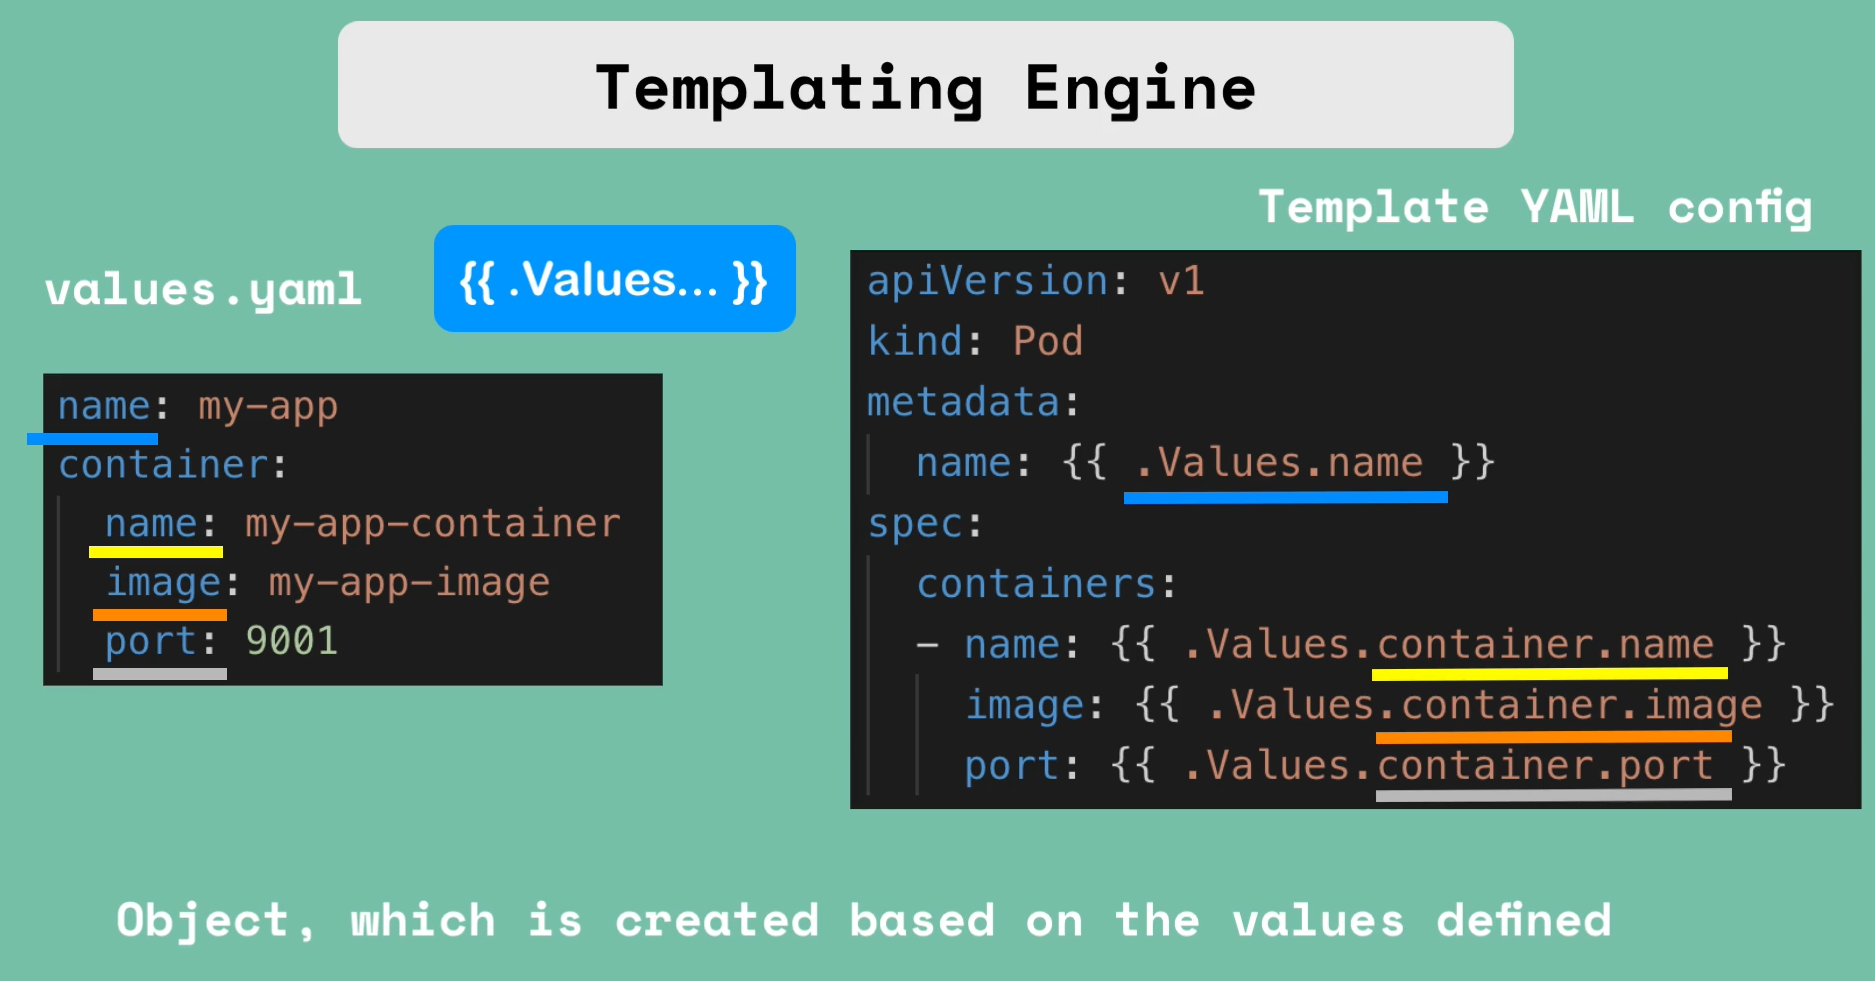 Templating Engine
values.yaml
{{ .Values... }}
name: my-app
container:
  name: my-app-container
  image: my-app-image
  port: 9001
Template YAML config
apiVersion: v1
kind: Pod
metadata:
  name: {{ .Values.name }}
spec:
  containers:
  - name: {{ .Values.container.name }}
    image: {{ .Values.container.image }}
    port: {{ .Values.container.port }}
Object, which is created based on the values defined